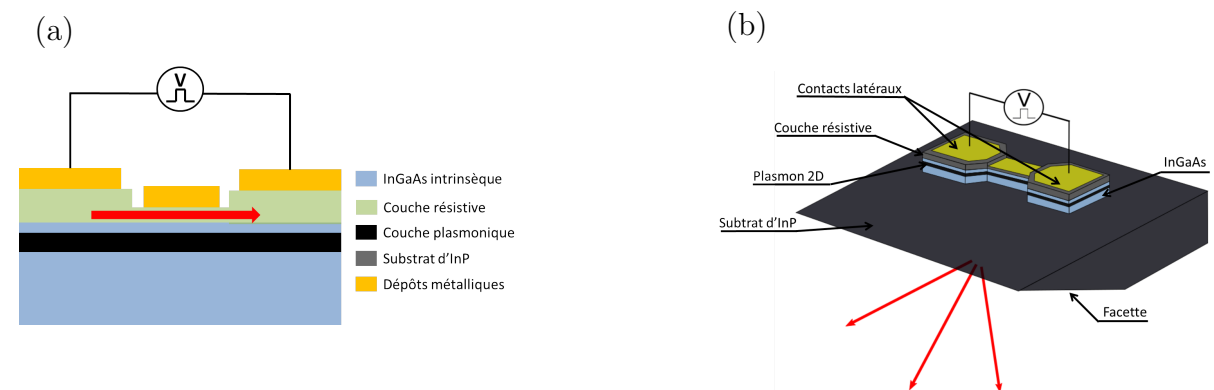 (a)
V
InGaAs intrinsèque
Couche résistive
Couche plasmonique
Substrat d'InP
Dépôts métalliques
(b)
Contacts latéraux
V
Couche résistive
InGaAs
Plasmon 2D
Subtrat d'InP
Facette